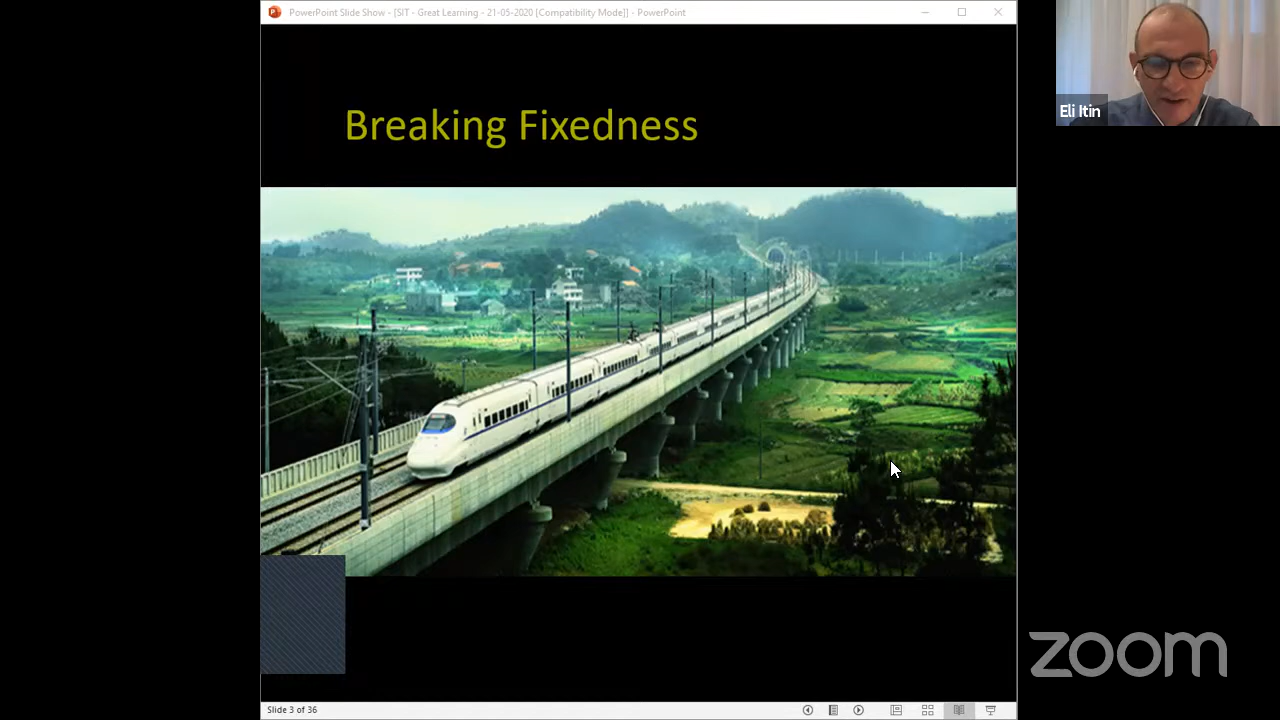 PowerPoint Slide Show - [SIT - Great Learning - 21-05-2020 [Compatibility Mode]] - PowerPoint
Eli Itin
Breaking Fixedness
zoom
Slide 3 of 36